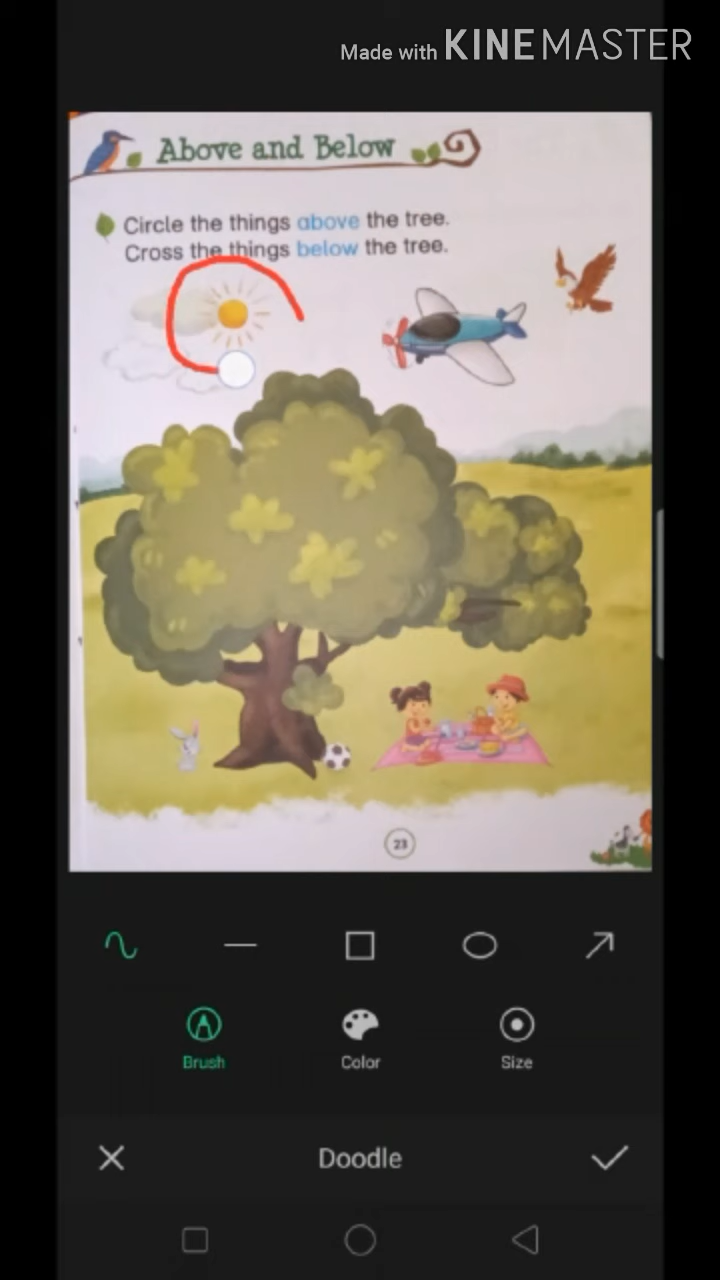 Made with KINEMASTER
Above and Below
Circle the things above the tree.
Cross the things below the tree.
23
Brush
Color
Size
Doodle